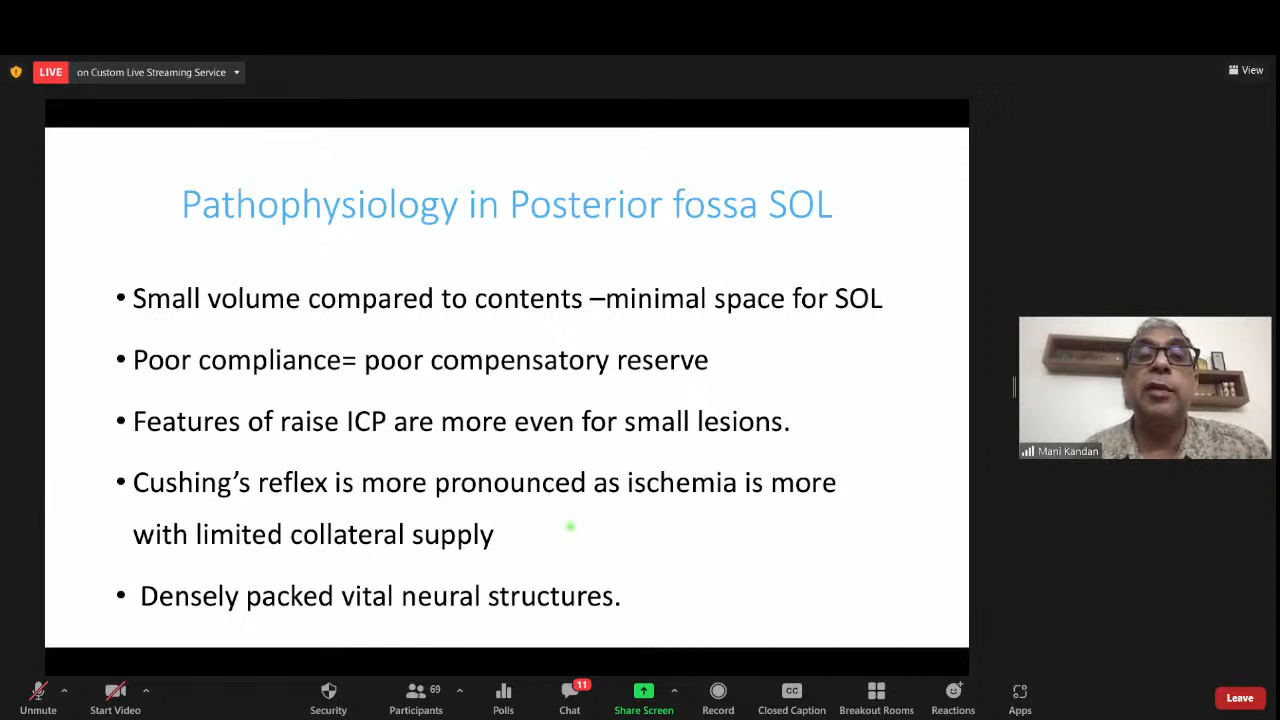 LIVE on Custom Live Streaming Service
View
Pathophysiology in Posterior fossa SOL
• Small volume compared to contents –minimal space for SOL
• Poor compliance= poor compensatory reserve
• Features of raise ICP are more even for small lesions.
• Cushing's reflex is more pronounced as ischemia is more
with limited collateral supply
• Densely packed vital neural structures.
Mani Kandan
69
11
CC
Unmute Start Video Security Participants Polls Chat Share Screen Record Closed Caption Breakout Rooms Reactions Apps Leave